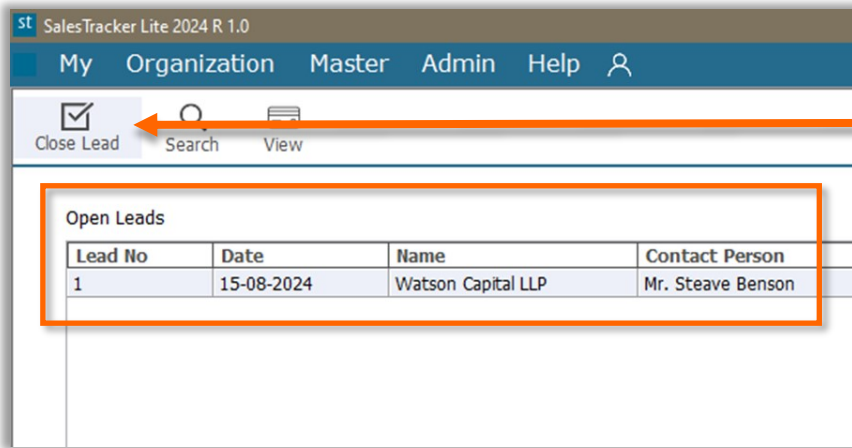 st SalesTracker Lite 2024 R 1.0
My Organization Master Admin Help
Close Lead Search View
Open Leads
Lead No Date Name Contact Person
1 15-08-2024 Watson Capital LLP Mr. Steave Benson